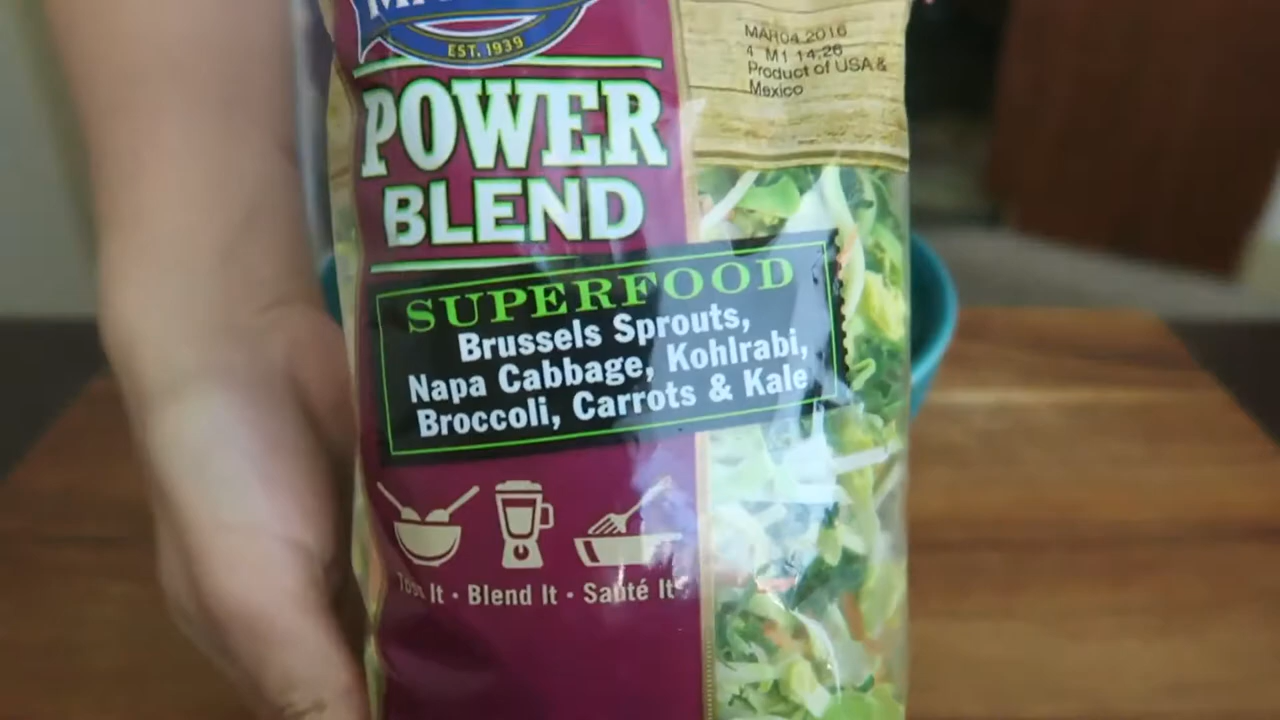 EST. 1939
POWER
BLEND
SUPERFOOD
Brussels Sprouts,
Napa Cabbage, Kohlrabi,
Broccoli, Carrots & Kale
Toss It • Blend It • Sauté It
MAR04 2016
4 M1 14:26
Product of USA &
Mexico